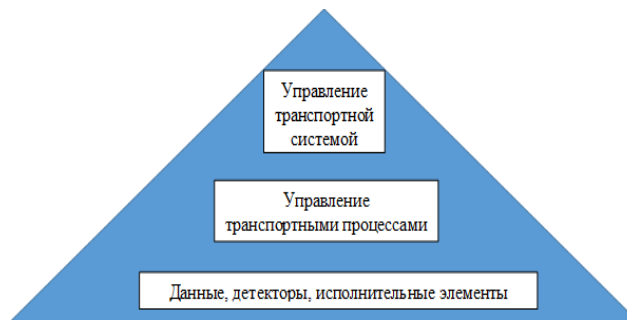 Управление
транспортной
системой
Управление
транспортными процессами
Данные, детекторы, исполнительные элементы